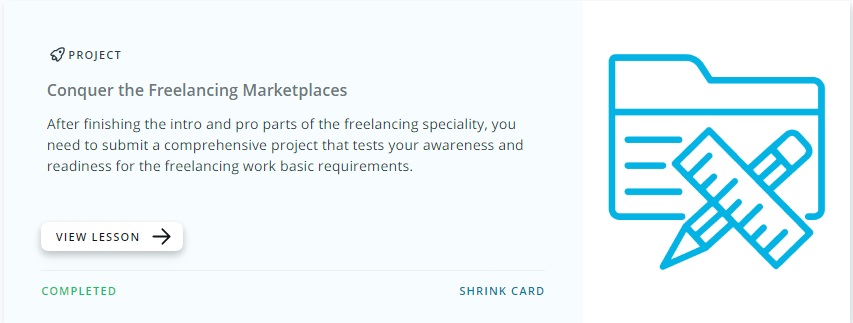 PROJECT
Conquer the Freelancing Marketplaces
After finishing the intro and pro parts of the freelancing speciality, you
need to submit a comprehensive project that tests your awareness and
readiness for the freelancing work basic requirements.
VIEW LESSON
COMPLETED
SHRINK CARD